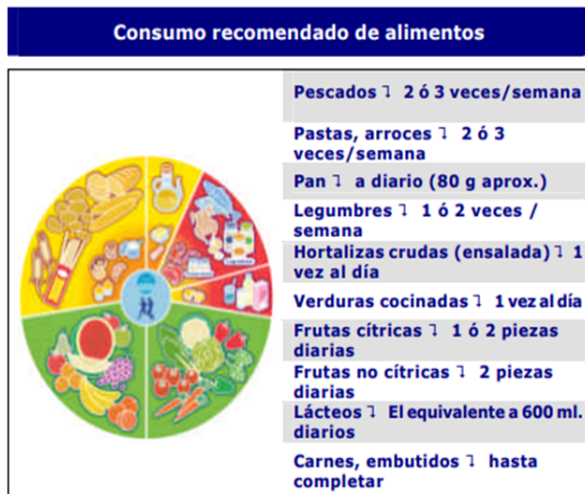 Consumo recomendado de alimentos
Pescados ⤵ 2 ó 3 veces/semana
Pastas, arroces ⤵ 2 ó 3
veces/semana
Pan ⤵ a diario (80 g aprox.)
Legumbres ⤵ 1 ó 2 veces /
semana
Hortalizas crudas (ensalada) ⤵ 1
vez al día
Verduras cocinadas ⤵ 1 vez al día
Frutas cítricas ⤵ 1 ó 2 piezas
diarias
Frutas no cítricas ⤵ 2 piezas
diarias
Lácteos ⤵ El equivalente a 600 ml.
diarios
Carnes, embutidos ⤵ hasta
completar